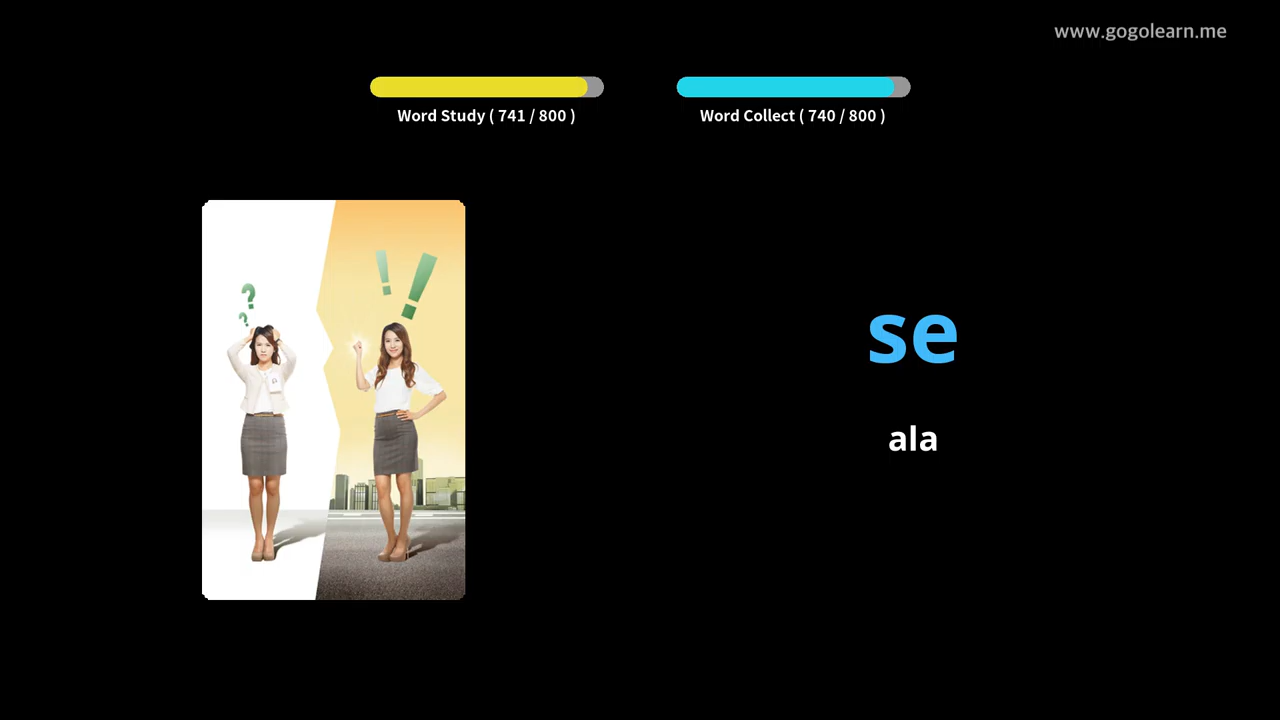 www.gogolearn.me
Word Study ( 741 / 800 )
Word Collect ( 740 / 800 )
? ?
! !
se
ala